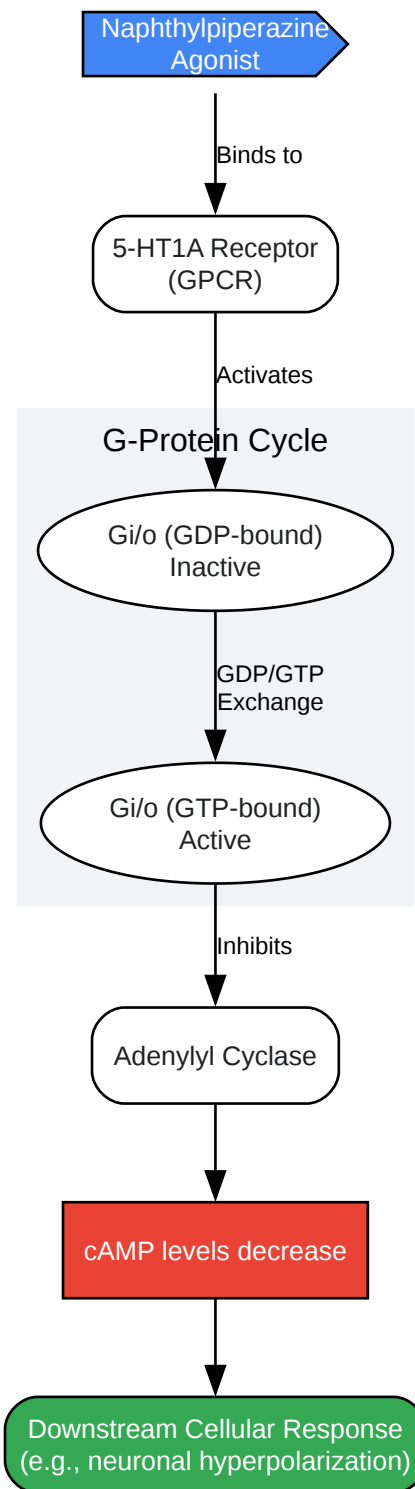 Naphthylpiperazine
Agonist
Binds to
5-HT1A Receptor
(GPCR)
Activates
G-Protein Cycle
Gi/o (GDP-bound)
Inactive
GDP/GTP
Exchange
Gi/o (GTP-bound)
Active
Inhibits
Adenylyl Cyclase
cAMP levels decrease
Downstream Cellular Response
(e.g., neuronal hyperpolarization)